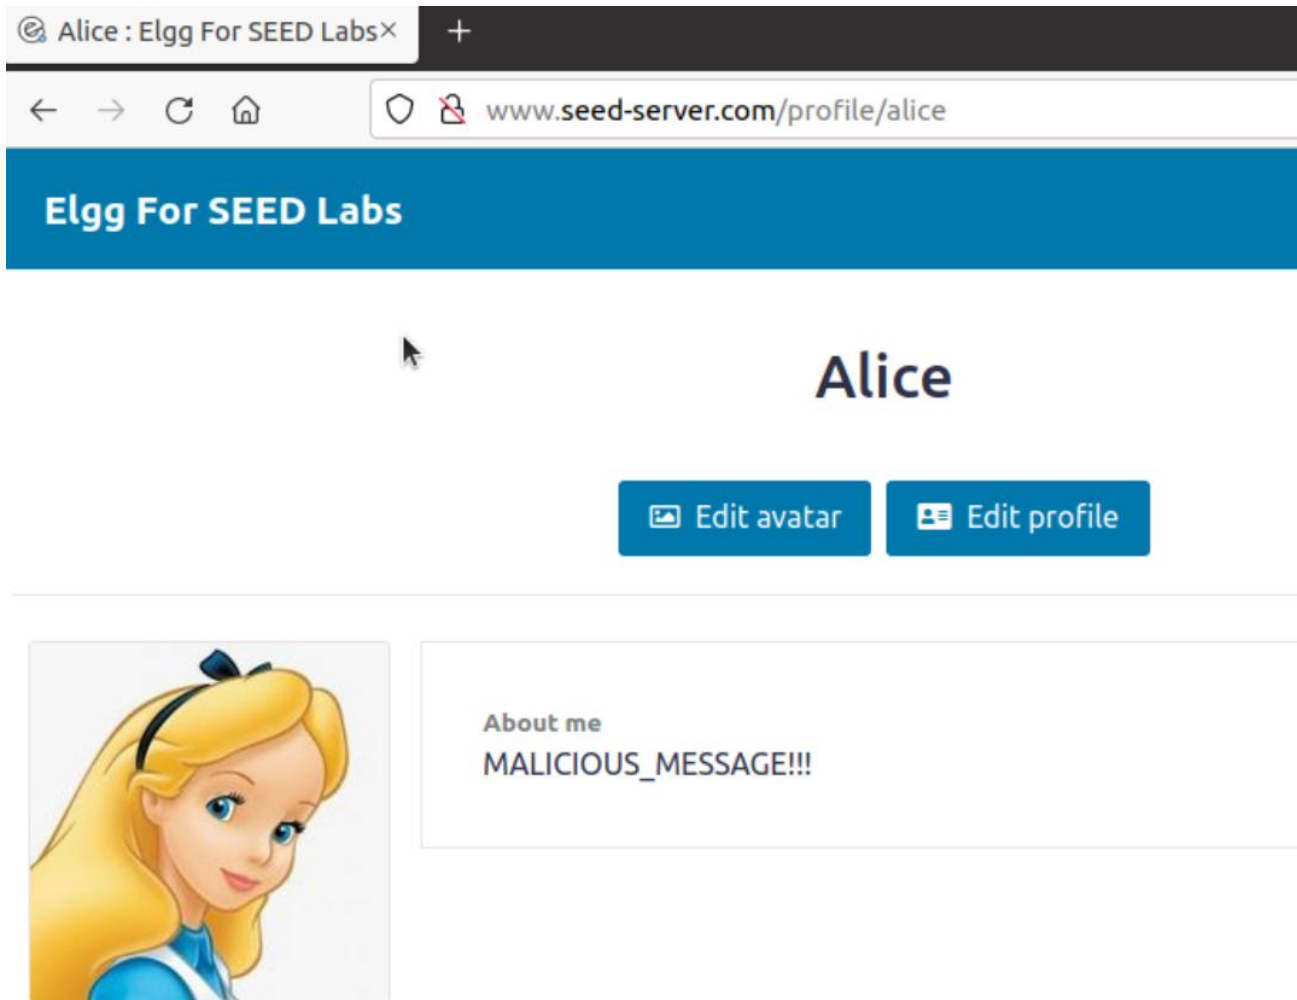 Alice : Elgg For SEED Labs
www.seed-server.com/profile/alice
Elgg For SEED Labs
Alice
Edit avatar Edit profile
About me
MALICIOUS_MESSAGE!!!